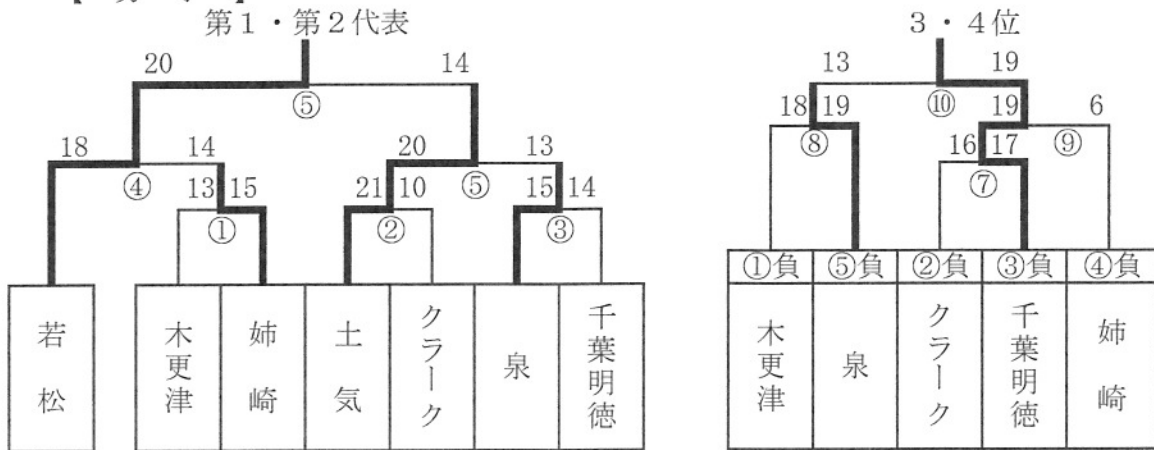 第１・第２代表
20 14
⑤
18 14 20 13
④ ⑤
13 15 21 10 15 14
① ② ③
若松 木更津 姉崎 土気 クラーク 泉 千葉明徳
３・４位
13 19
⑩
18 19 19 6
⑧ ⑨
16 17
⑦
①負 ⑤負 ②負 ③負 ④負
木更津 泉 クラーク 千葉明徳 姉崎